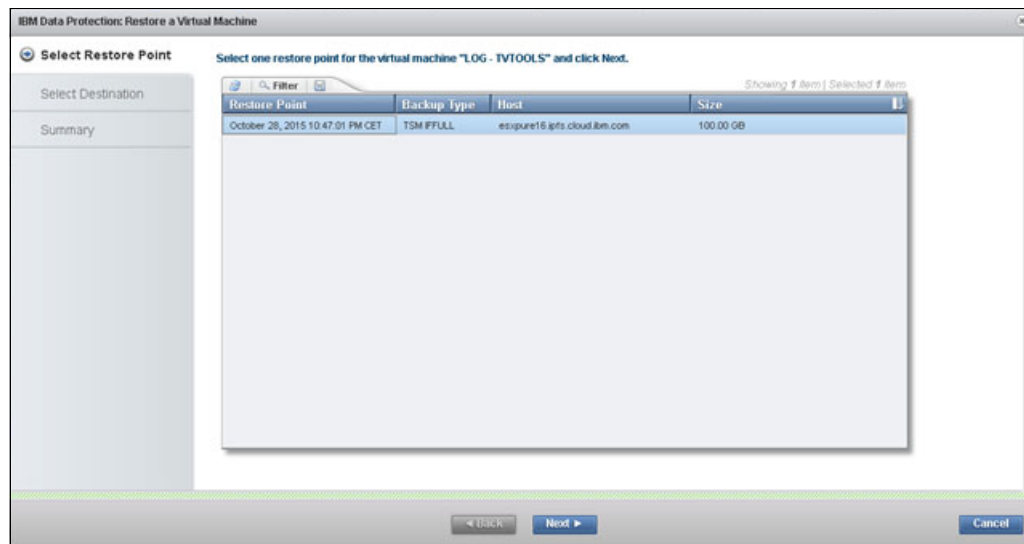 IBM Data Protection: Restore a Virtual Machine
Select Restore Point
Select Destination
Summary
Select one restore point for the virtual machine "LOG - TVTOOLS" and click Next.
Filter
Showing 1 item | Selected 1 item
Restore Point Backup Type Host Size
October 28, 2015 10:47:01 PM CET TSM IFFULL esxpure16.ipfs.cloud.ibm.com 100.00 GB
Back Next Cancel